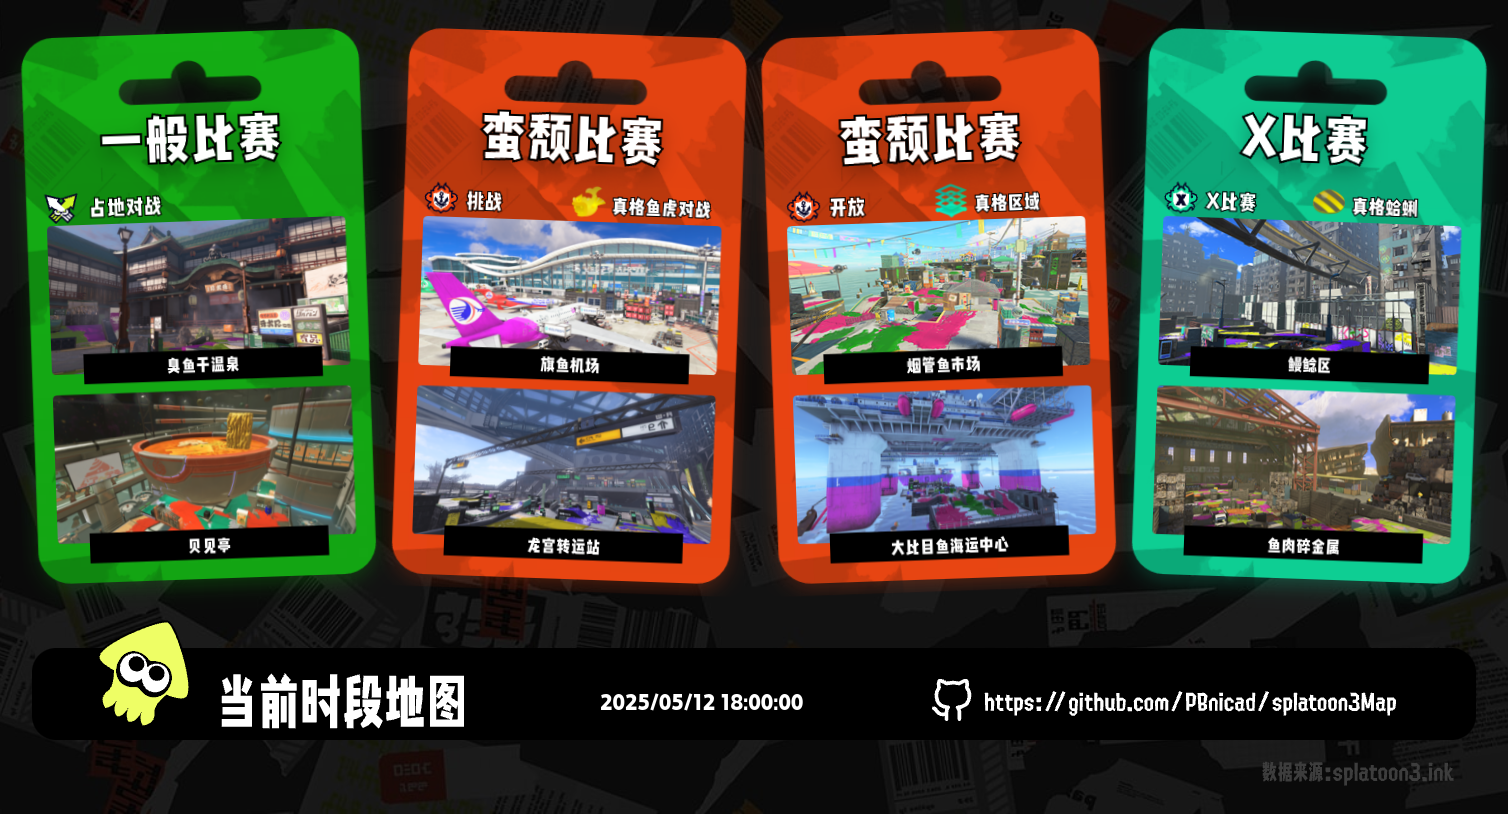 一般比赛
占地对战
臭鱼干温泉
贝见亭
蛮颓比赛
挑战
真格鱼虎对战
旗鱼机场
龙宫转运站
蛮颓比赛
开放
真格区域
烟管鱼市场
大比目鱼海运中心
X比赛
X比赛
真格蛤蜊
鳗鲶区
鱼肉碎金属
当前时段地图
2025/05/12 18:00:00
https://github.com/PBnicad/splatoon3Map
数据来源:splatoon3.ink